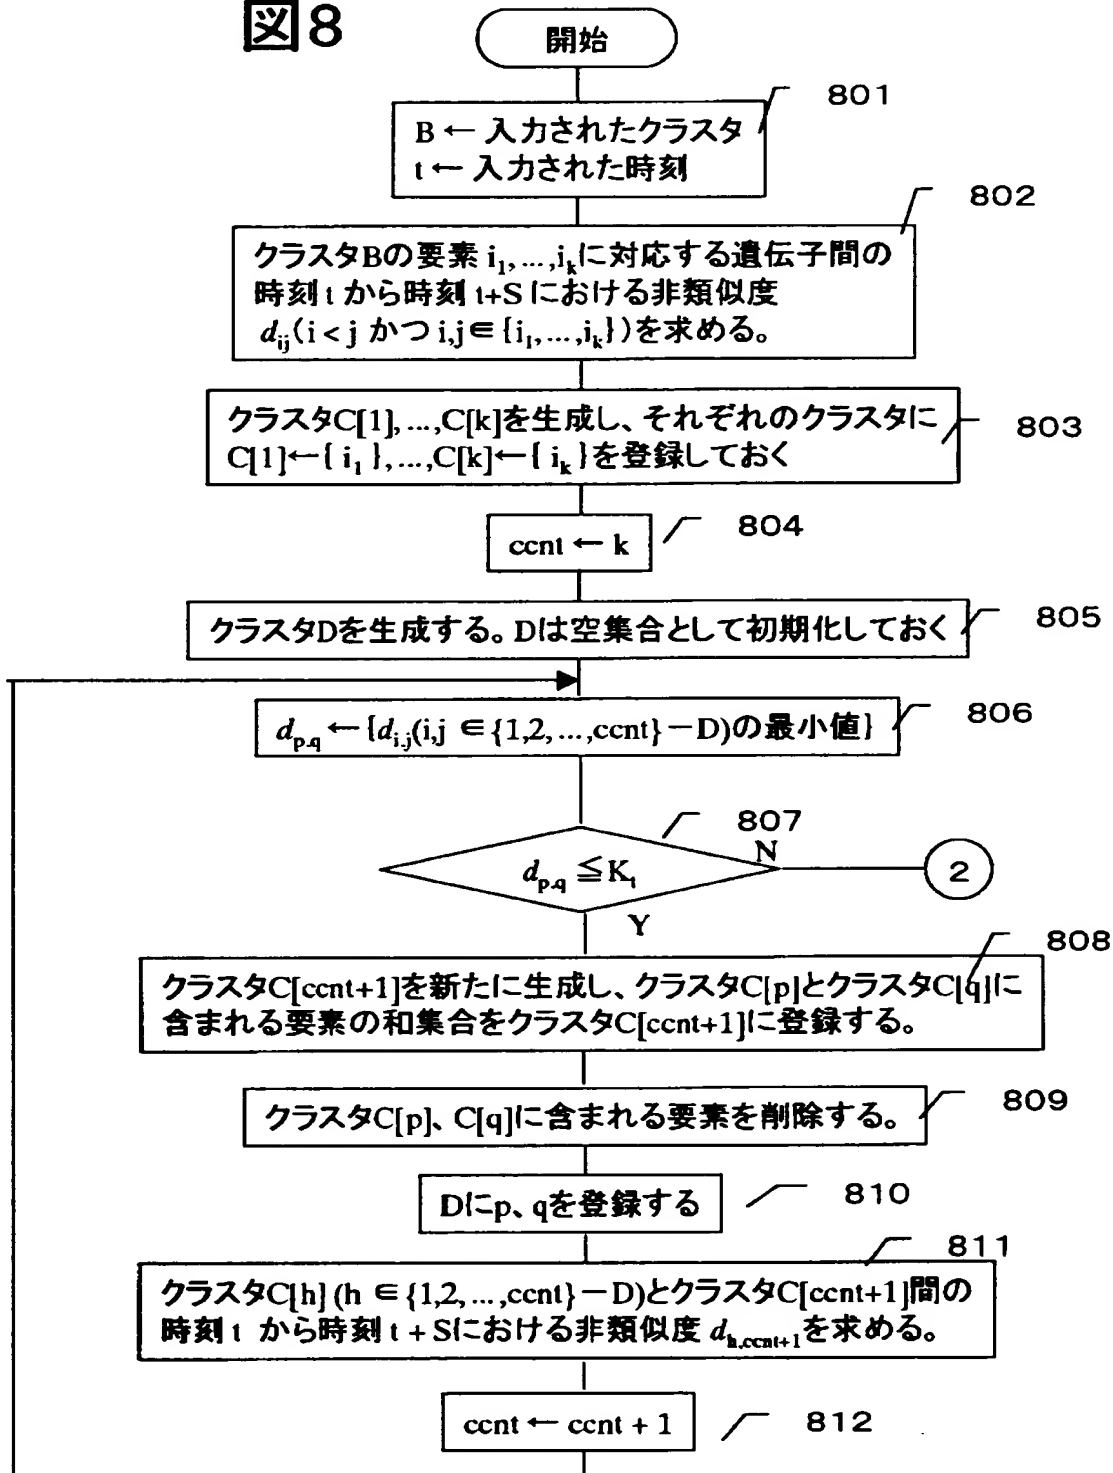 図8
開始
801
B ← 入力されたクラスタ
t ← 入力された時刻
802
クラスタBの要素 i₁,...,iₖに対応する遺伝子間の
時刻 t から時刻 t+S における非類似度
dᵢⱼ(i < j かつ i,j ∈ {i₁,...,iₖ})を求める。
803
クラスタC[1],...,C[k]を生成し、それぞれのクラスタに
C[1]←{ i₁ },...,C[k]←{ iₖ }を登録しておく
804
ccnt ← k
805
クラスタDを生成する。Dは空集合として初期化しておく
806
d_{p,q} ← {d_{i,j}(i,j ∈ {1,2,...,ccnt} − D)の最小値}
807
d_{p,q} ≦ Kₜ
N
2
Y
808
クラスタC[ccnt+1]を新たに生成し、クラスタC[p]とクラスタC[q]に
含まれる要素の和集合をクラスタC[ccnt+1]に登録する。
809
クラスタC[p]、C[q]に含まれる要素を削除する。
810
Dにp、qを登録する
811
クラスタC[h] (h ∈ {1,2,...,ccnt} − D)とクラスタC[ccnt+1]間の
時刻 t から時刻 t + Sにおける非類似度 d_{h,ccnt+1}を求める。
812
ccnt ← ccnt + 1